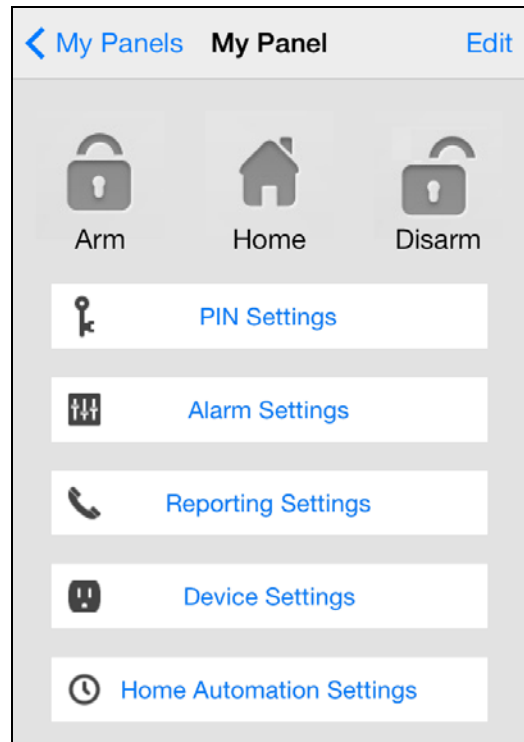 My Panels My Panel Edit
Arm Home Disarm
PIN Settings
Alarm Settings
Reporting Settings
Device Settings
Home Automation Settings